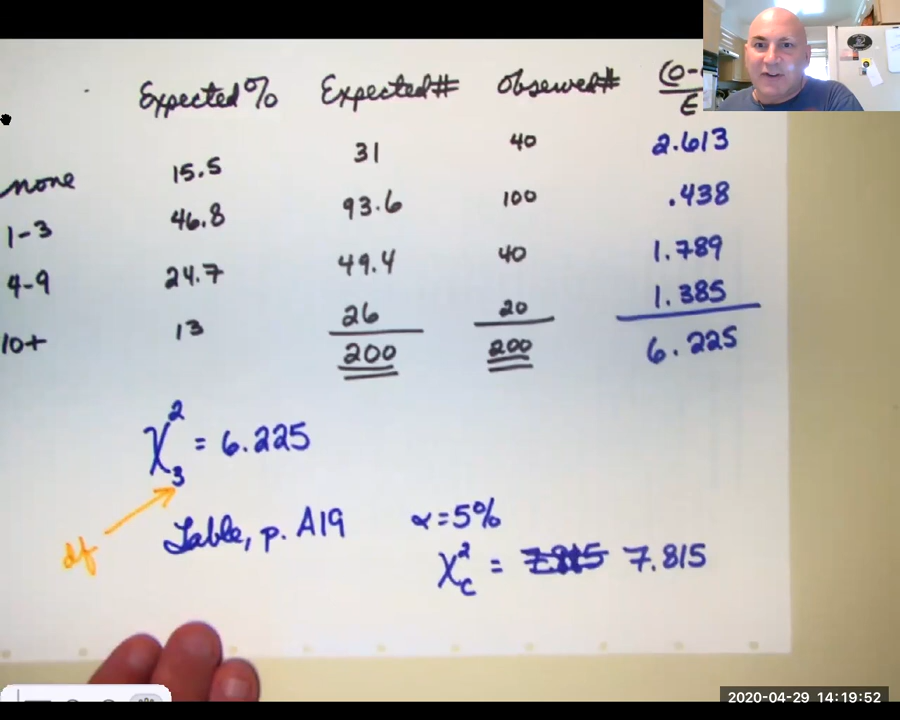 Expected% Expected# Observed# (O-
E
none 15.5 31 40 2.613
1-3 46.8 93.6 100 .438
4-9 24.7 49.4 40 1.789
10+ 13 26 20 1.385
200 200 6.225
χ²₃ = 6.225
df
Table, p. A19 α=5%
χ²c = 7.815 7.815
2020-04-29 14:19:52